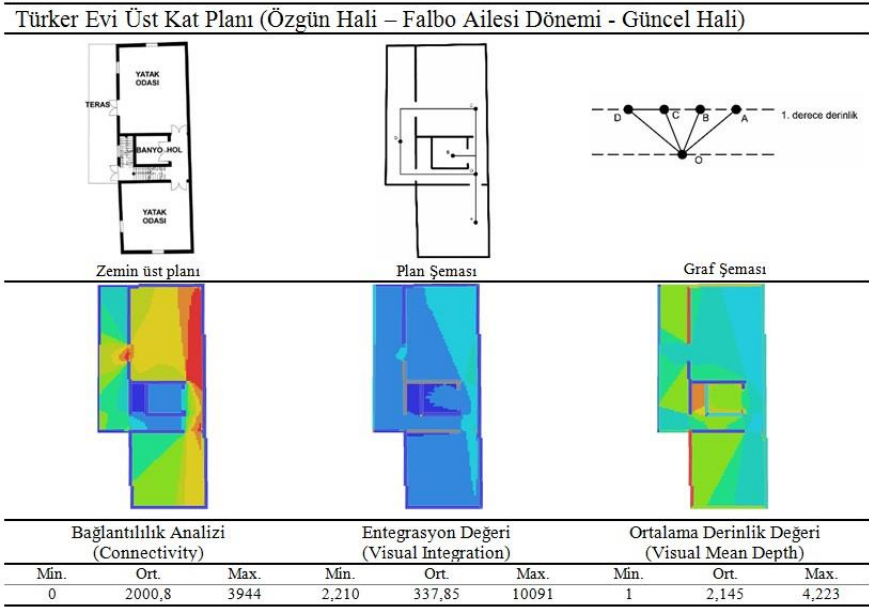 Türker Evi Üst Kat Planı (Özgün Hali – Falbo Ailesi Dönemi - Güncel Hali)
YATAK
ODASI
TERAS
BANYO
HOL
YATAK
ODASI
D
C
B
A
1. derece derinlik
O
Zemin üst planı
Plan Şeması
Graf Şeması
Bağlantılılık Analizi
(Connectivity)
Entegrasyon Değeri
(Visual Integration)
Ortalama Derinlik Değeri
(Visual Mean Depth)
Min. Ort. Max. Min. Ort. Max. Min. Ort. Max.
0 2000,8 3944 2,210 337,85 10091 1 2,145 4,223